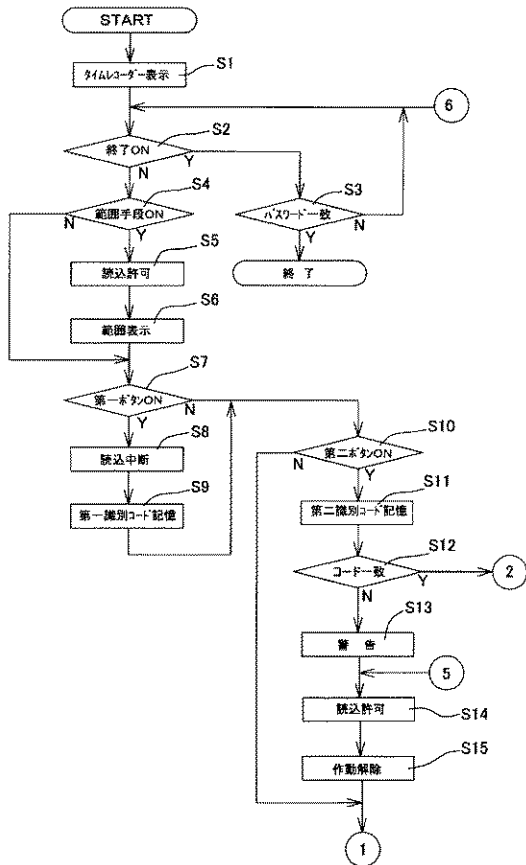 START
タイムレコーダー表示
S1
6
終了ON
S2
Y
N
S4
範囲手段ON
N
Y
S3
パスワード一致
N
Y
終 了
S5
読込許可
S6
範囲表示
S7
第一ボタンON
N
Y
S8
読込中断
S9
第一識別コード記憶
S10
第二ボタンON
N
Y
S11
第二識別コード記憶
S12
コード一致
Y
N
2
S13
警 告
5
読込許可
S14
S15
作動解除
1